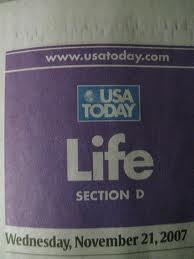 www.usatoday.com
USA
TODAY
Life
SECTION D
Wednesday, November 21, 2007